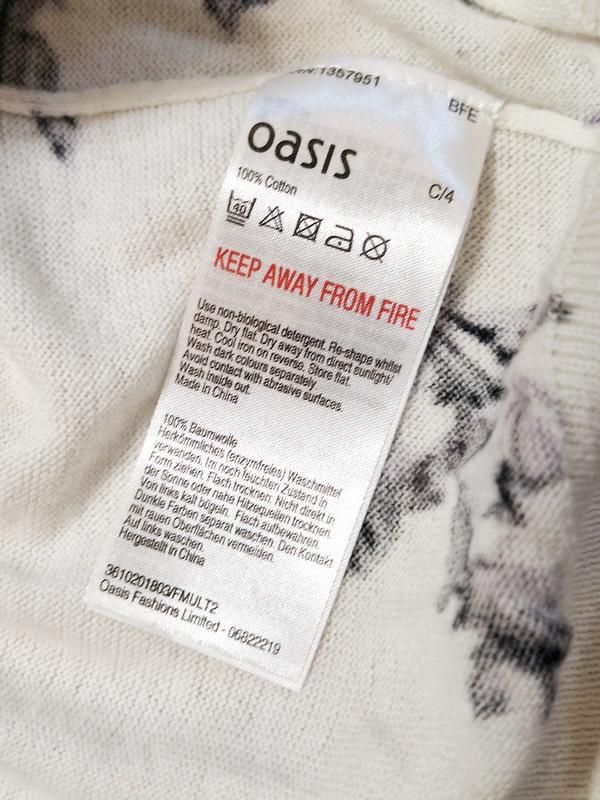 1357951
BFE
oasis
C/4
100% Cotton
40
KEEP AWAY FROM FIRE
Use non-biological detergent. Re-shape whilst
damp. Dry flat. Dry away from direct sunlight/
heat. Cool iron on reverse. Store flat.
Wash dark colours separately
Avoid contact with abrasive surfaces.
Wash inside out.
Made in China
100% Baumwolle
Herkömmliches (enzymfreies) Waschmittel
verwenden. Im noch feuchten Zustand in
Form ziehen. Flach trocknen. Nicht direkt in
der Sonne oder nahe Hitzequellen trocknen.
Von links kalt bügeln. Flach aufbewahren.
Dunkle Farben separat waschen. Den Kontakt
mit rauen Oberflächen vermeiden.
Auf links waschen.
Hergestellt in China
3610201803/FMULT2
Oasis Fashions Limited - 06822219